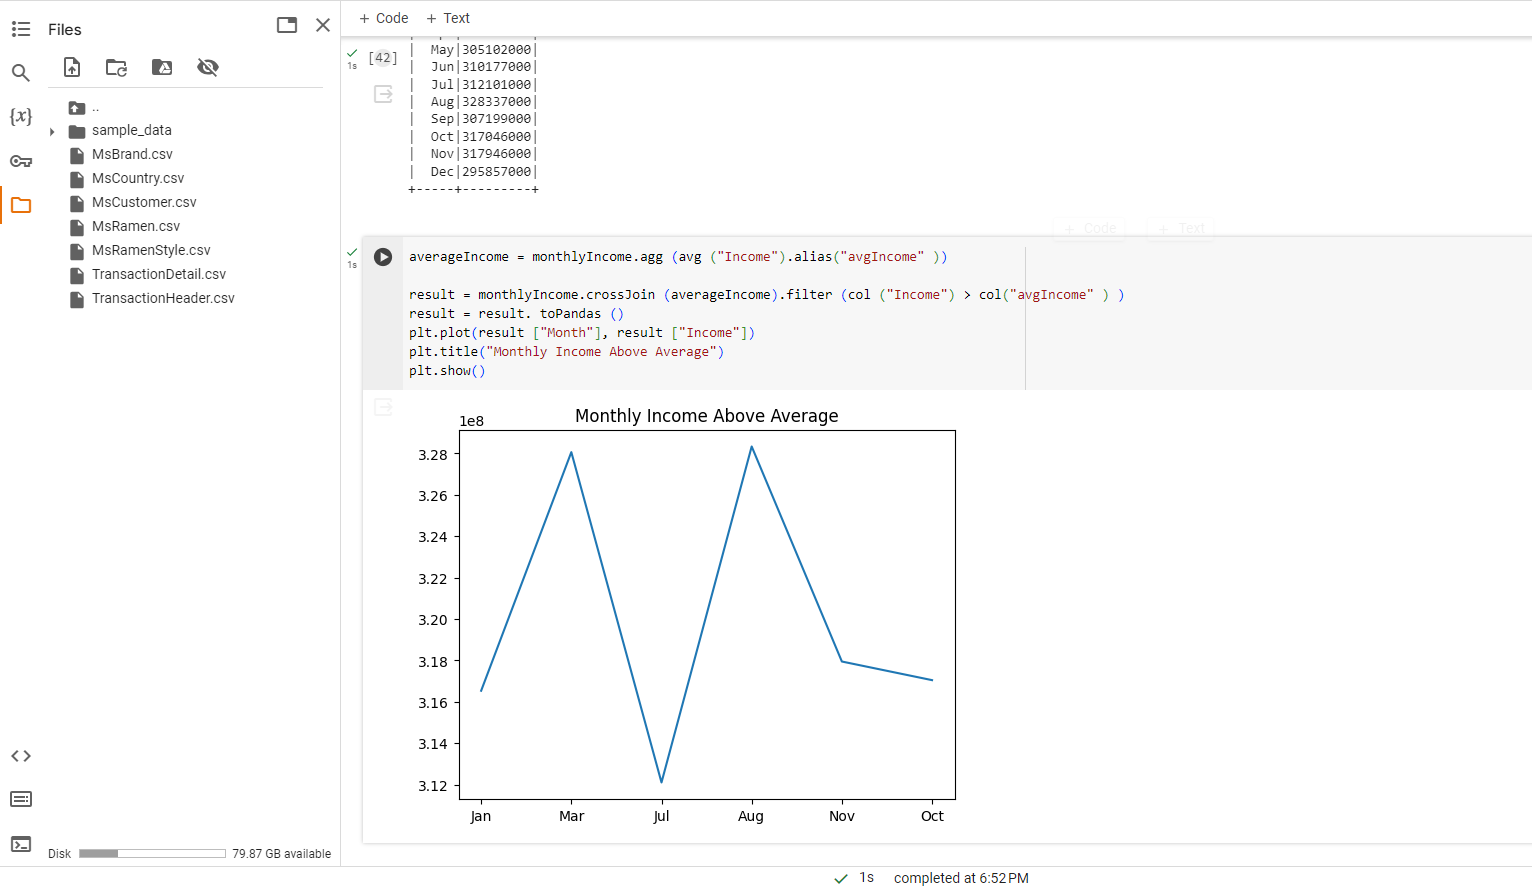 Files
..
sample_data
MsBrand.csv
MsCountry.csv
MsCustomer.csv
MsRamen.csv
MsRamenStyle.csv
TransactionDetail.csv
TransactionHeader.csv
Disk
79.87 GB available
+ Code + Text
1s
[42]
| May|305102000|
| Jun|310177000|
| Jul|312101000|
| Aug|328337000|
| Sep|307199000|
| Oct|317046000|
| Nov|317946000|
| Dec|295857000|
+-----+---------+
+ Code + Text
1s
averageIncome = monthlyIncome.agg (avg ("Income").alias("avgIncome" ))
result = monthlyIncome.crossJoin (averageIncome).filter (col ("Income") > col("avgIncome" ) )
result = result. toPandas ()
plt.plot(result ["Month"], result ["Income"])
plt.title("Monthly Income Above Average")
plt.show()
Monthly Income Above Average
1e8
3.28
3.26
3.24
3.22
3.20
3.18
3.16
3.14
3.12
Jan Mar Jul Aug Nov Oct
1s completed at 6:52 PM